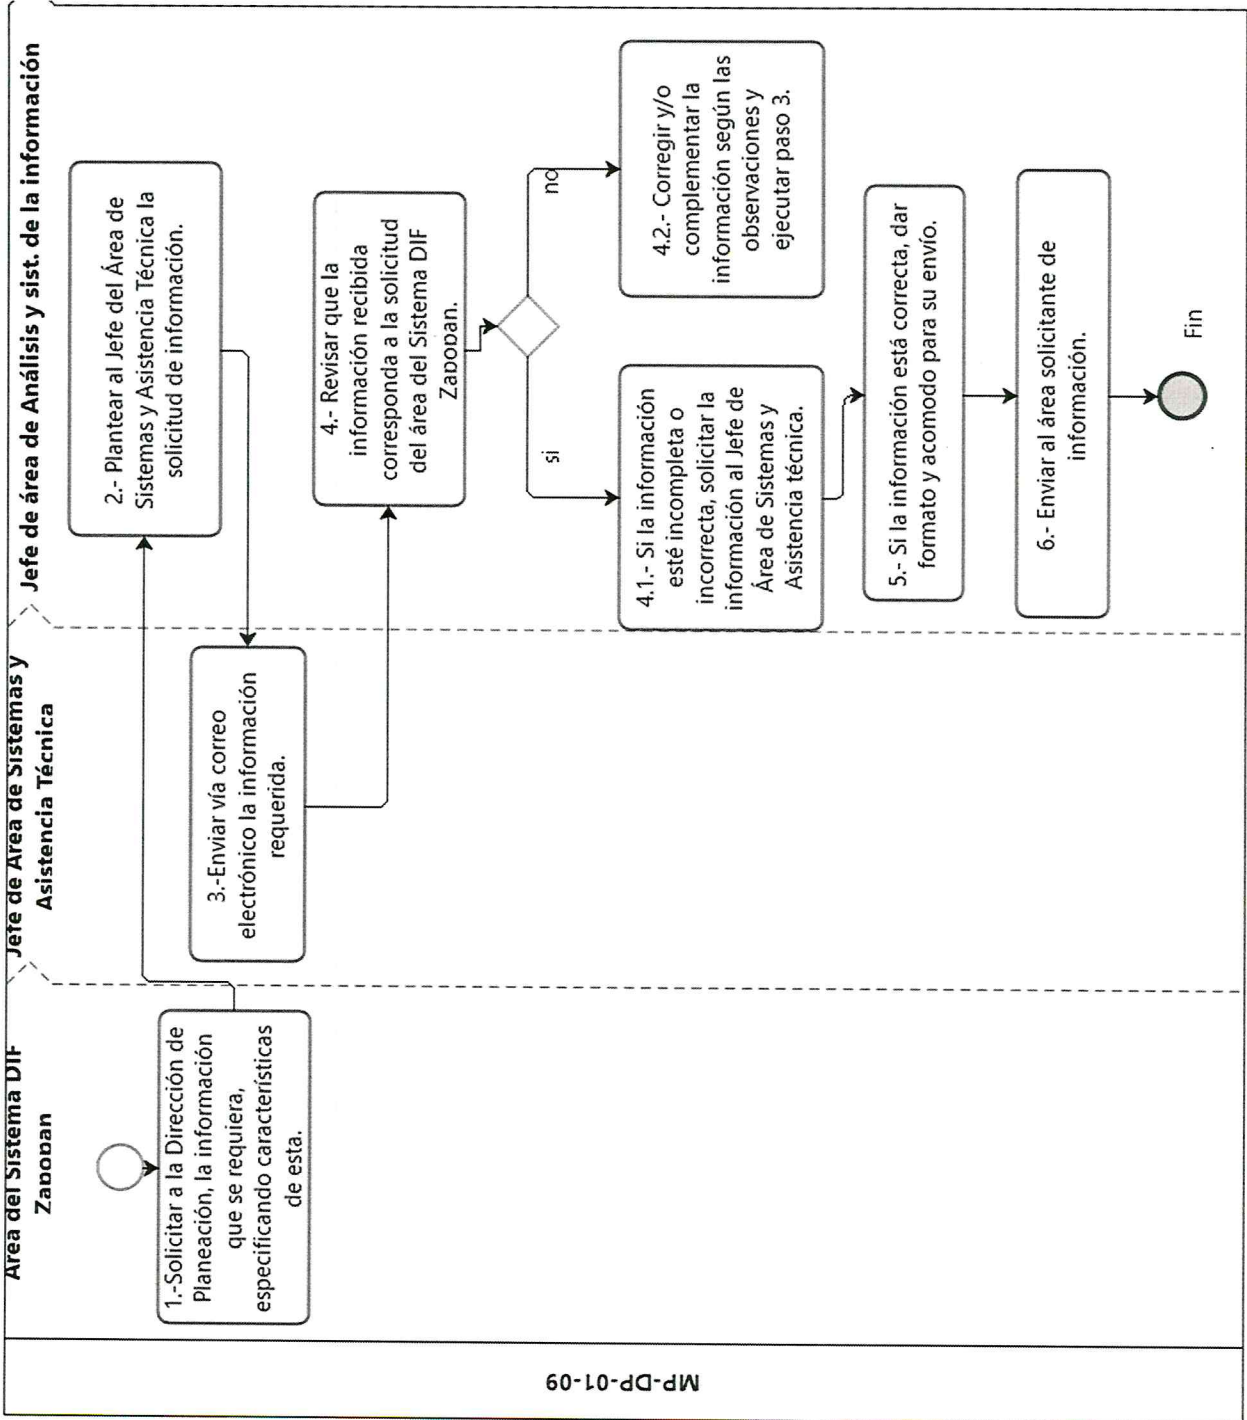 MP-DP-01-09
Area del Sistema DIF
Zapopan
Jefe de Area de Sistemas y
Asistencia Técnica
Jefe de área de Análisis y sist. de la información
1.-Solicitar a la Dirección de
Planeación, la información
que se requiera,
especificando características
de esta.
2.- Plantear al Jefe del Área de
Sistemas y Asistencia Técnica la
solicitud de información.
3.-Enviar vía correo
electrónico la información
requerida.
4.- Revisar que la
información recibida
corresponda a la solicitud
del área del Sistema DIF
Zapopan.
si
no
4.1.- Si la información
esté incompleta o
incorrecta, solicitar la
información al Jefe de
Área de Sistemas y
Asistencia técnica.
4.2.- Corregir y/o
complementar la
información según las
observaciones y
ejecutar paso 3.
5.- Si la información está correcta, dar
formato y acomodo para su envío.
6.- Enviar al área solicitante de
información.
Fin